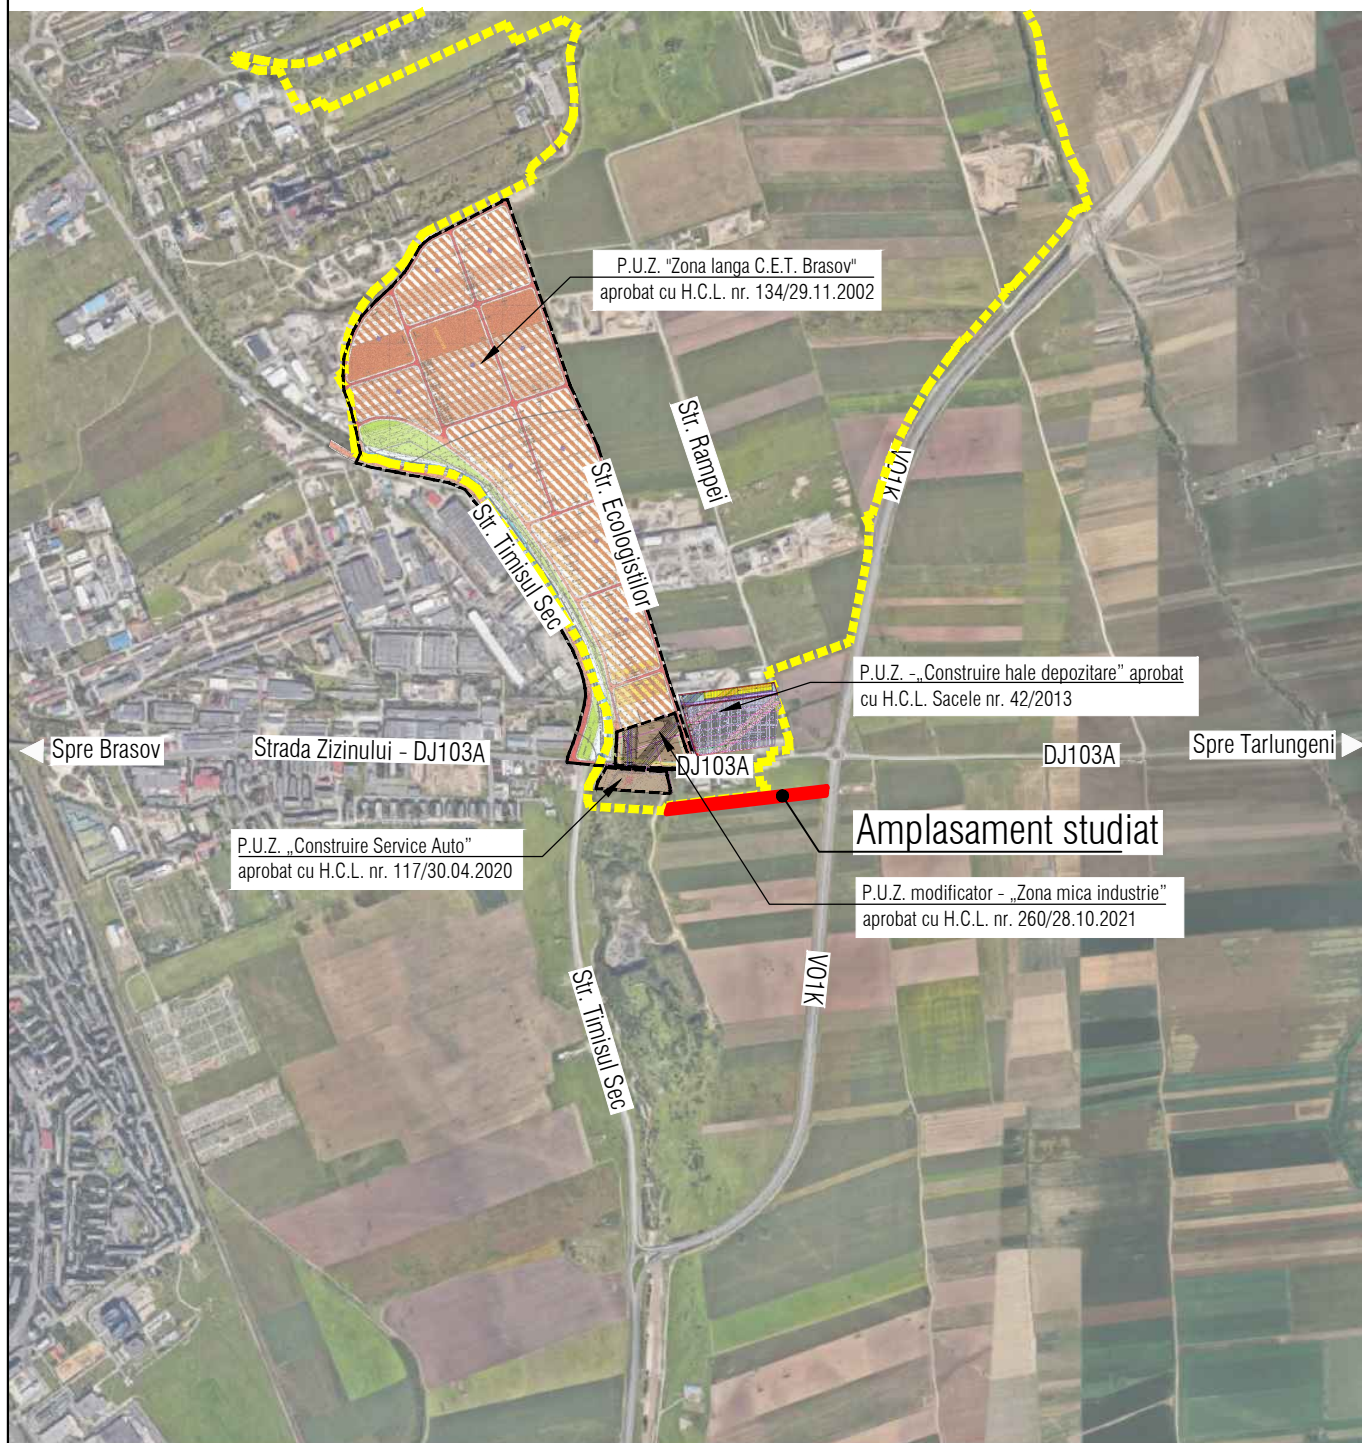 P.U.Z. "Zona langa C.E.T. Brasov"
aprobat cu H.C.L. nr. 134/29.11.2002
Str. Rampei
V01K
Str. Ecologistilor
Str. Timisul Sec
P.U.Z. -„Construire hale depozitare” aprobat
cu H.C.L. Sacele nr. 42/2013
Spre Brasov
Strada Zizinului - DJ103A
DJ103A
DJ103A
Spre Tarlungeni
Amplasament studiat
P.U.Z. „Construire Service Auto”
aprobat cu H.C.L. nr. 117/30.04.2020
P.U.Z. modificator - „Zona mica industrie”
aprobat cu H.C.L. nr. 260/28.10.2021
V01K
Str. Timisul Sec